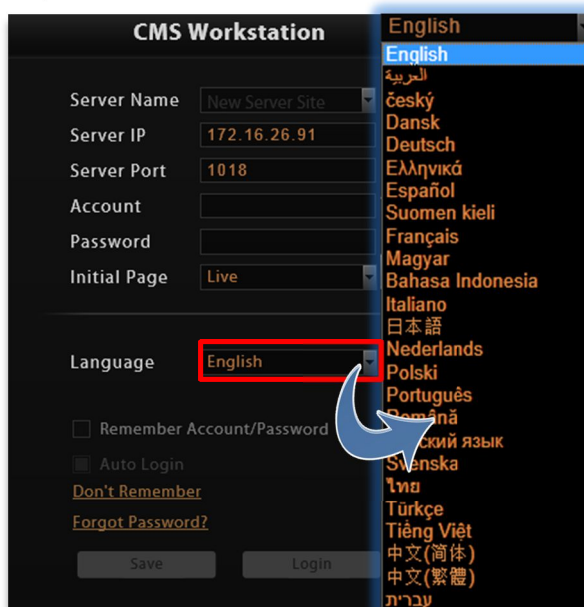 CMS Workstation
Server Name New Server Site
Server IP 172.16.26.91
Server Port 1018
Account
Password
Initial Page Live
Language English
Remember Account/Password
Auto Login
Don't Remember
Forgot Password?
Save Login
English
English
العربية
český
Dansk
Deutsch
Ελληνικά
Español
Suomen kieli
Français
Magyar
Bahasa Indonesia
Italiano
日本語
Nederlands
Polski
Português
Română
язык
Svenska
ไทย
Türkçe
Tiếng Việt
中文(简体)
中文(繁體)
עברית